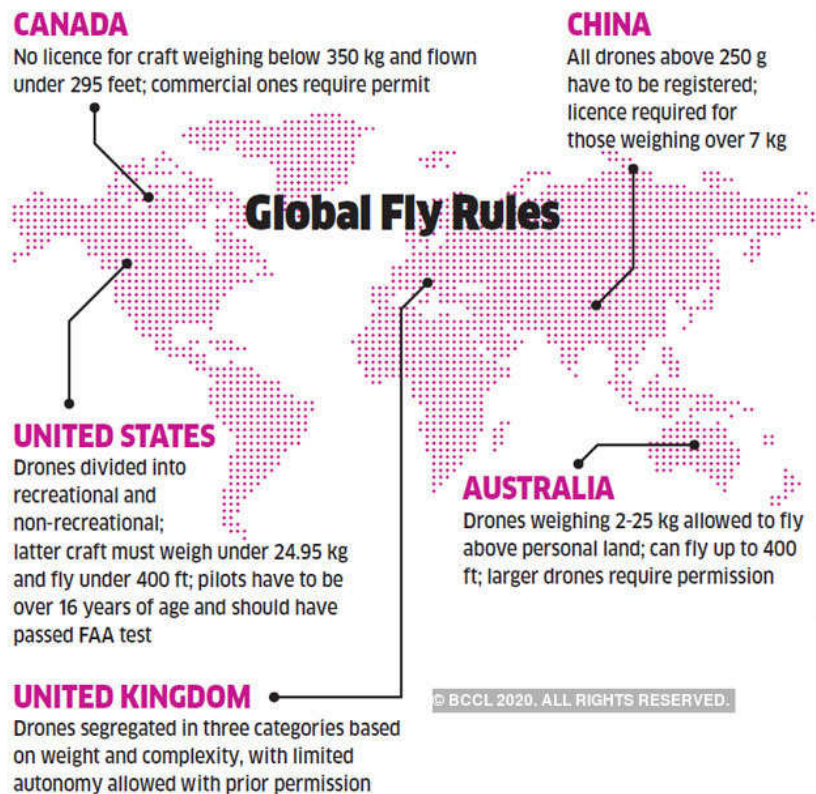 CANADA
No licence for craft weighing below 350 kg and flown
under 295 feet; commercial ones require permit
CHINA
All drones above 250 g
have to be registered;
licence required for
those weighing over 7 kg
Global Fly Rules
UNITED STATES
Drones divided into
recreational and
non-recreational;
latter craft must weigh under 24.95 kg
and fly under 400 ft; pilots have to be
over 16 years of age and should have
passed FAA test
AUSTRALIA
Drones weighing 2-25 kg allowed to fly
above personal land; can fly up to 400
ft; larger drones require permission
UNITED KINGDOM
Drones segregated in three categories based
on weight and complexity, with limited
autonomy allowed with prior permission
© BCCL 2020. ALL RIGHTS RESERVED.